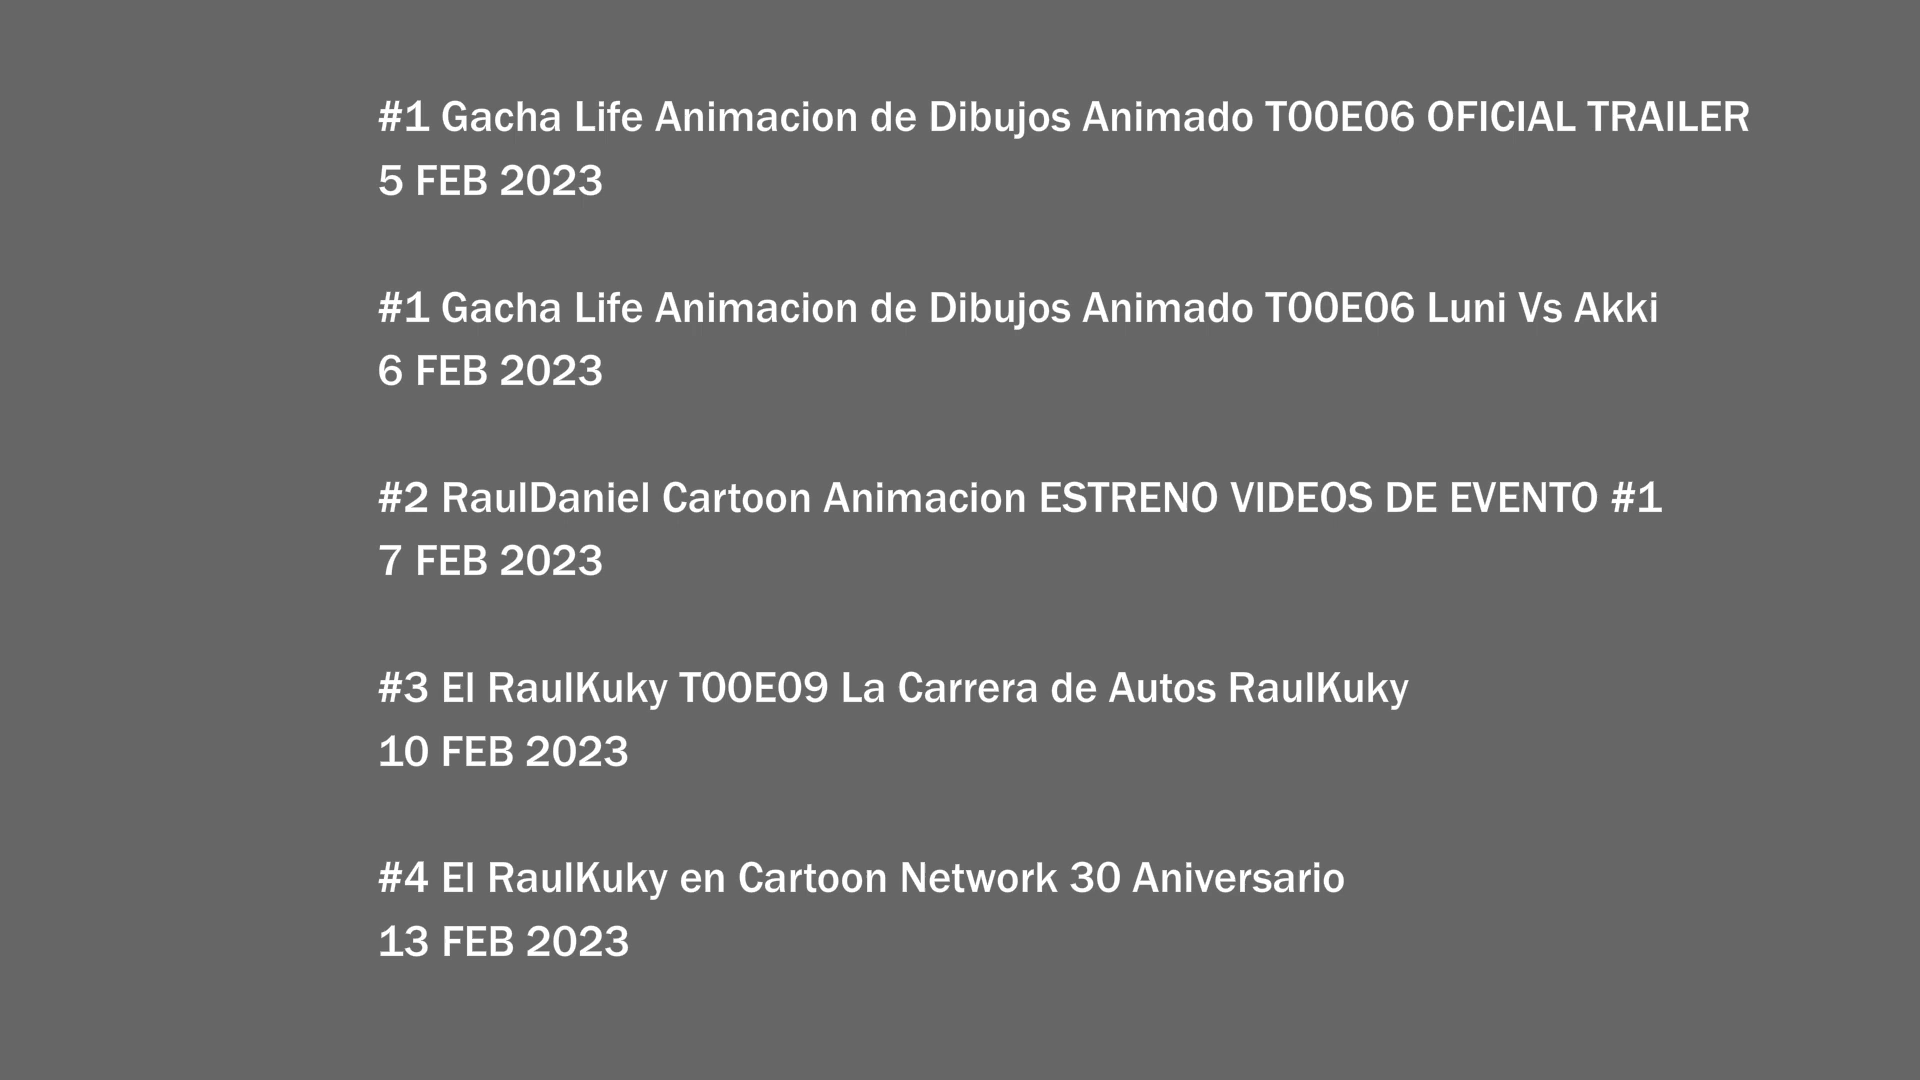 #1 Gacha Life Animacion de Dibujos Animado T00E06 OFICIAL TRAILER
5 FEB 2023
#1 Gacha Life Animacion de Dibujos Animado T00E06 Luni Vs Akki
6 FEB 2023
#2 RaulDaniel Cartoon Animacion ESTRENO VIDEOS DE EVENTO #1
7 FEB 2023
#3 El RaulKuky T00E09 La Carrera de Autos RaulKuky
10 FEB 2023
#4 El RaulKuky en Cartoon Network 30 Aniversario
13 FEB 2023